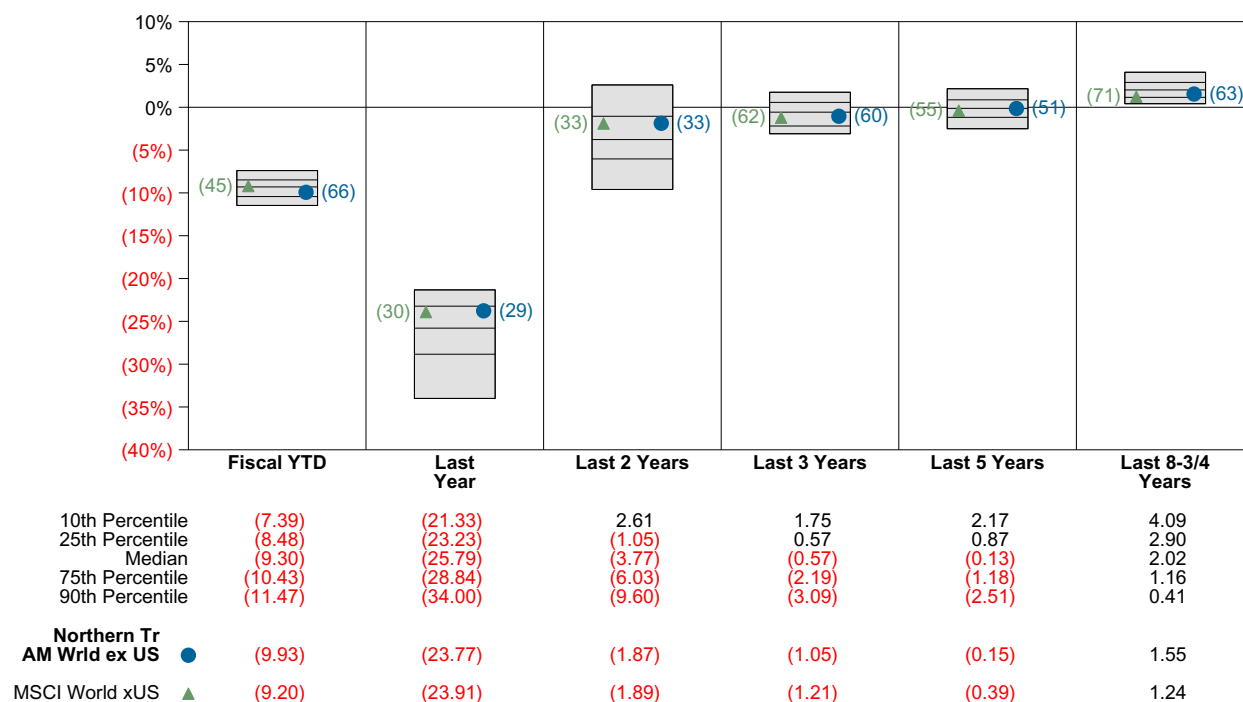 10%
5%
0%
(5%)
(10%)
(15%)
(20%)
(25%)
(30%)
(35%)
(40%)
(45) (66)
(30) (29)
(33) (33)
(62) (60)
(55) (51)
(71) (63)
Fiscal YTD Last Year Last 2 Years Last 3 Years Last 5 Years Last 8-3/4 Years
10th Percentile (7.39) (21.33) 2.61 1.75 2.17 4.09
25th Percentile (8.48) (23.23) (1.05) 0.57 0.87 2.90
Median (9.30) (25.79) (3.77) (0.57) (0.13) 2.02
75th Percentile (10.43) (28.84) (6.03) (2.19) (1.18) 1.16
90th Percentile (11.47) (34.00) (9.60) (3.09) (2.51) 0.41
Northern Tr
AM Wrld ex US (9.93) (23.77) (1.87) (1.05) (0.15) 1.55
MSCI World xUS (9.20) (23.91) (1.89) (1.21) (0.39) 1.24